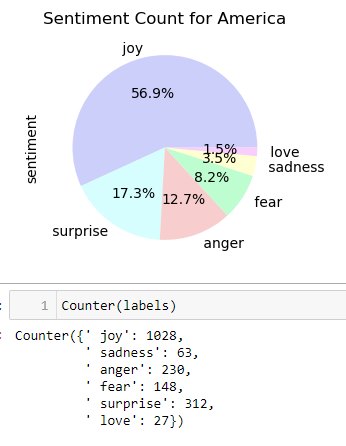 Sentiment Count for America
joy
56.9%
sentiment
1.5%
love
3.5%
sadness
8.2%
fear
17.3%
12.7%
surprise
anger
: 1 Counter(labels)
: Counter({' joy': 1028,
' sadness': 63,
' anger': 230,
' fear': 148,
' surprise': 312,
' love': 27})